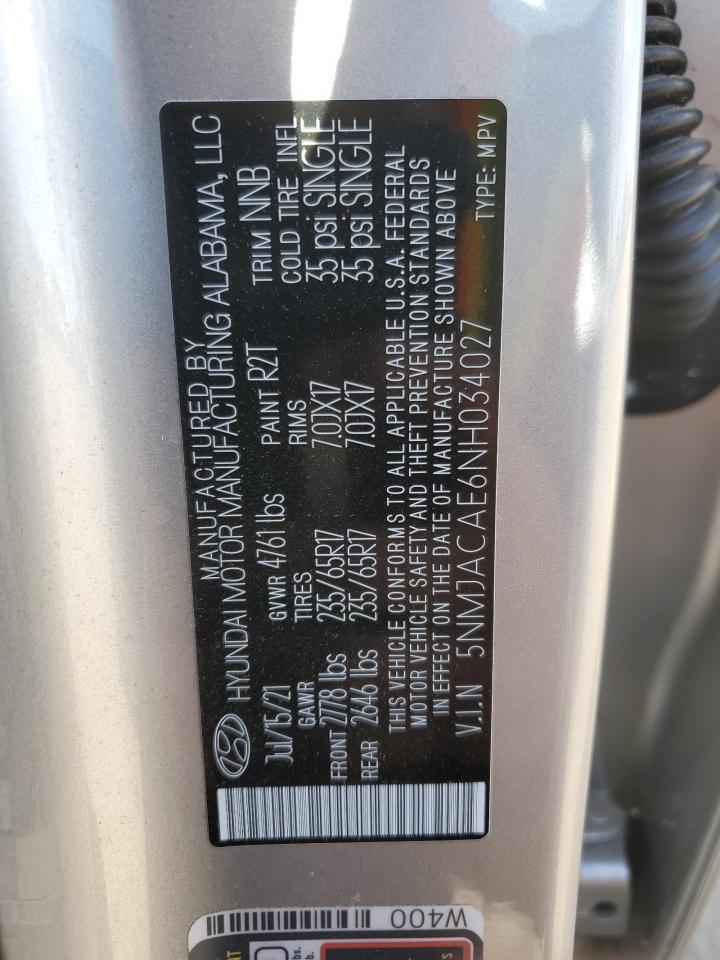 MANUFACTURED BY
HYUNDAI MOTOR MANUFACTURING ALABAMA, LLC
Jul/15/21 GVWR 4761 lbs PAINT R2T TRIM NNB
GAWR TIRES RIMS COLD TIRE INFL
FRONT 2778 lbs 235/65R17 7.0JX17 35 psi SINGLE
REAR 2646 lbs 235/65R17 7.0JX17 35 psi SINGLE
THIS VEHICLE CONFORMS TO ALL APPLICABLE U.S.A. FEDERAL
MOTOR VEHICLE SAFETY AND THEFT PREVENTION STANDARDS
IN EFFECT ON THE DATE OF MANUFACTURE SHOWN ABOVE
V.I.N 5NMJACAE6NH034027 TYPE: MPV
W400